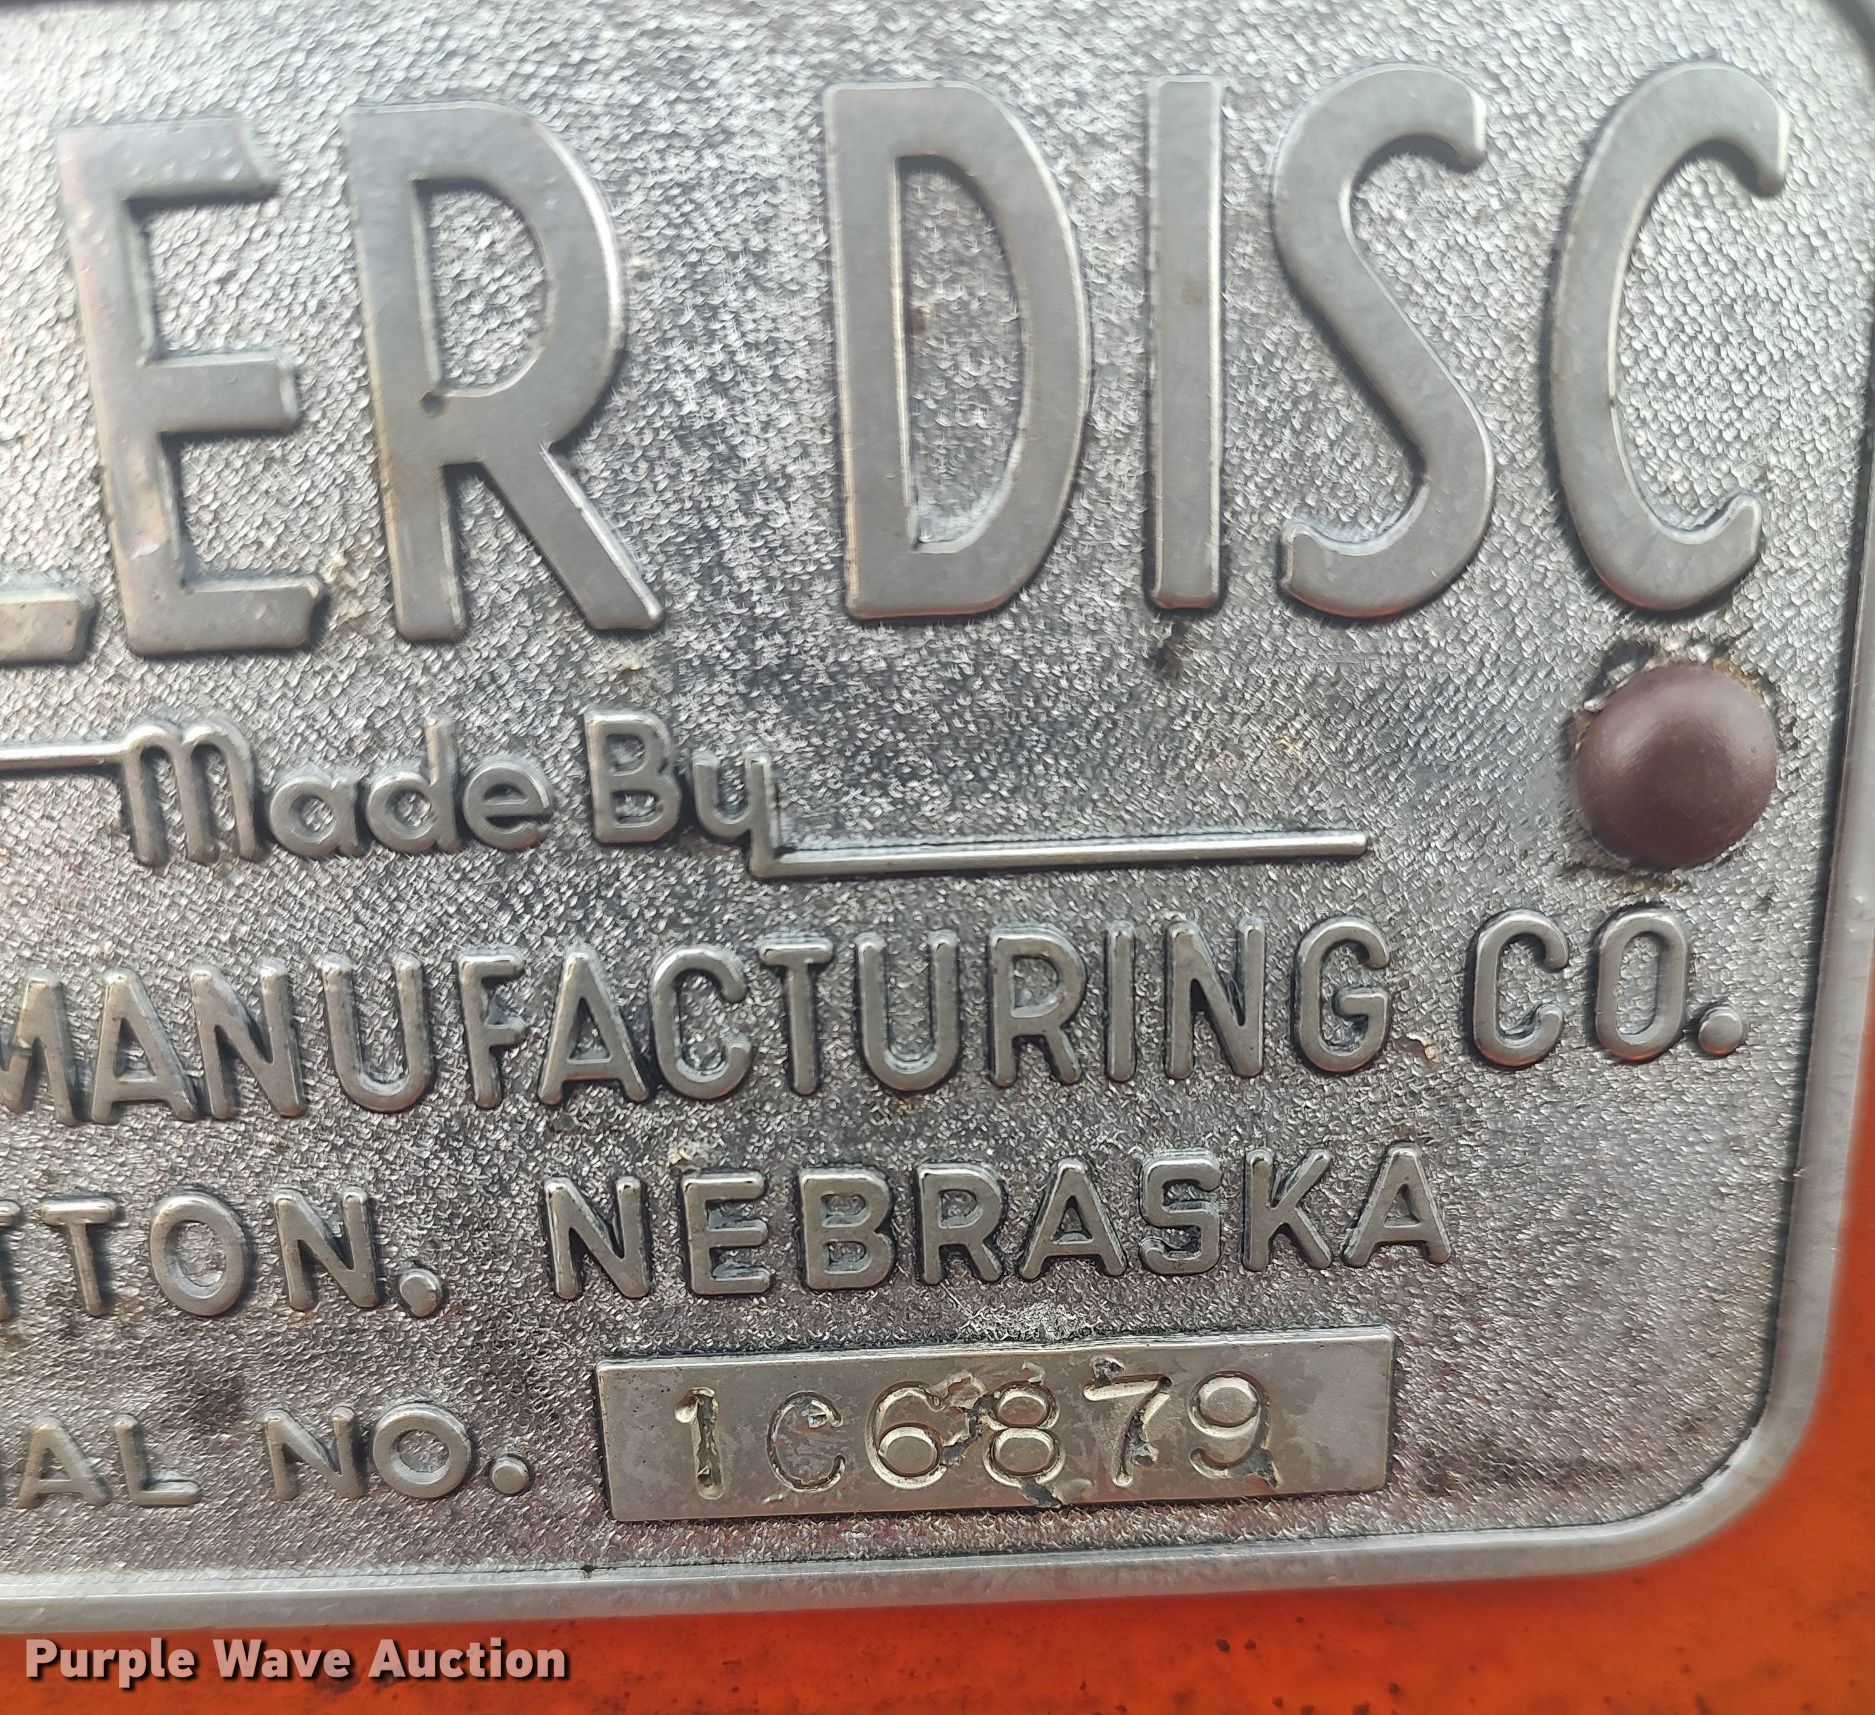 LER DISC
Made By
MANUFACTURING CO.
TTON, NEBRASKA
AL NO. 1C6879
Purple Wave Auction